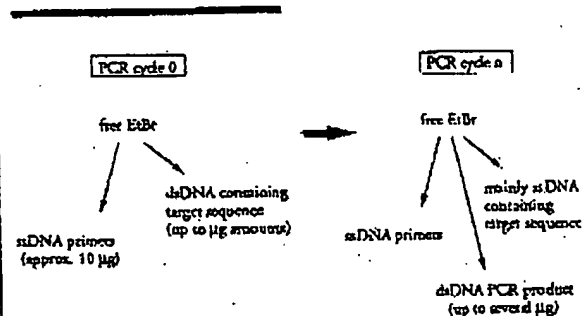 PCR cycle 0
free EtBr
dsDNA containing
target sequence
(up to µg amounts)
ssDNA primers
(approx. 10 µg)
PCR cycle n
free EtBr
mainly ssDNA
containing
target sequence
ssDNA primers
dsDNA PCR product
(up to several µg)